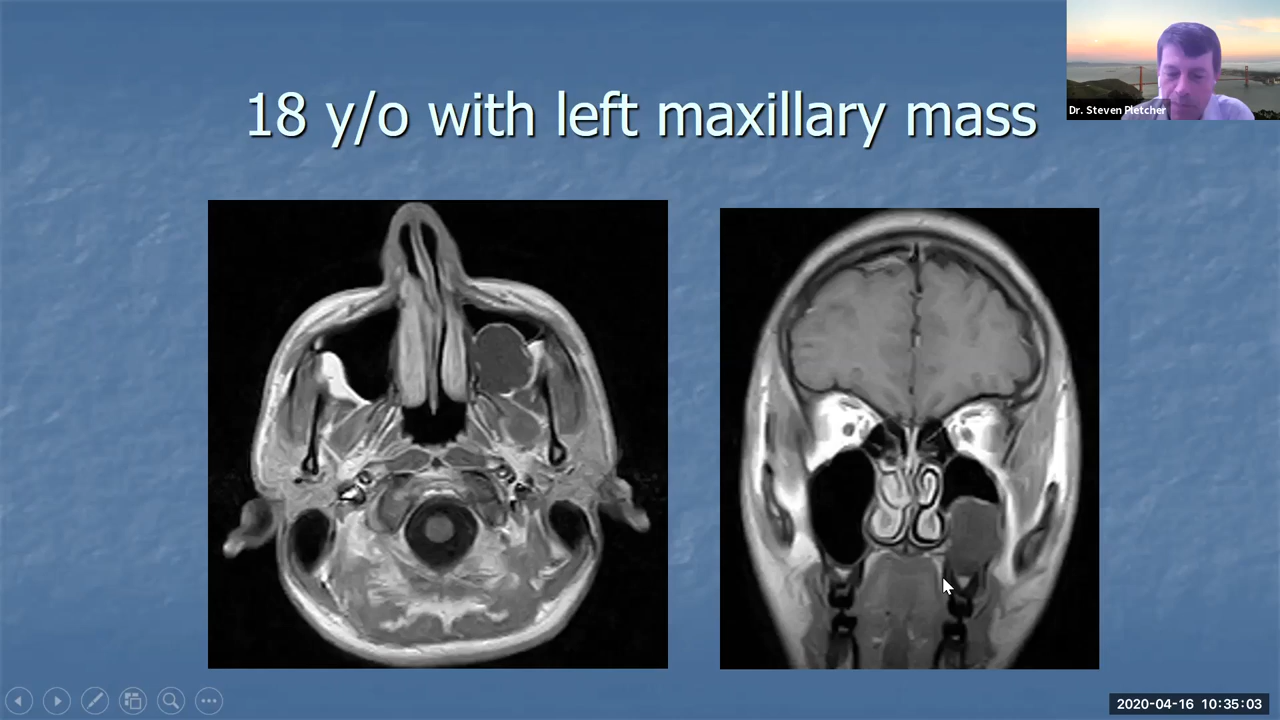 Dr. Steven Pletcher
18 y/o with left maxillary mass
2020-04-16 10:35:03